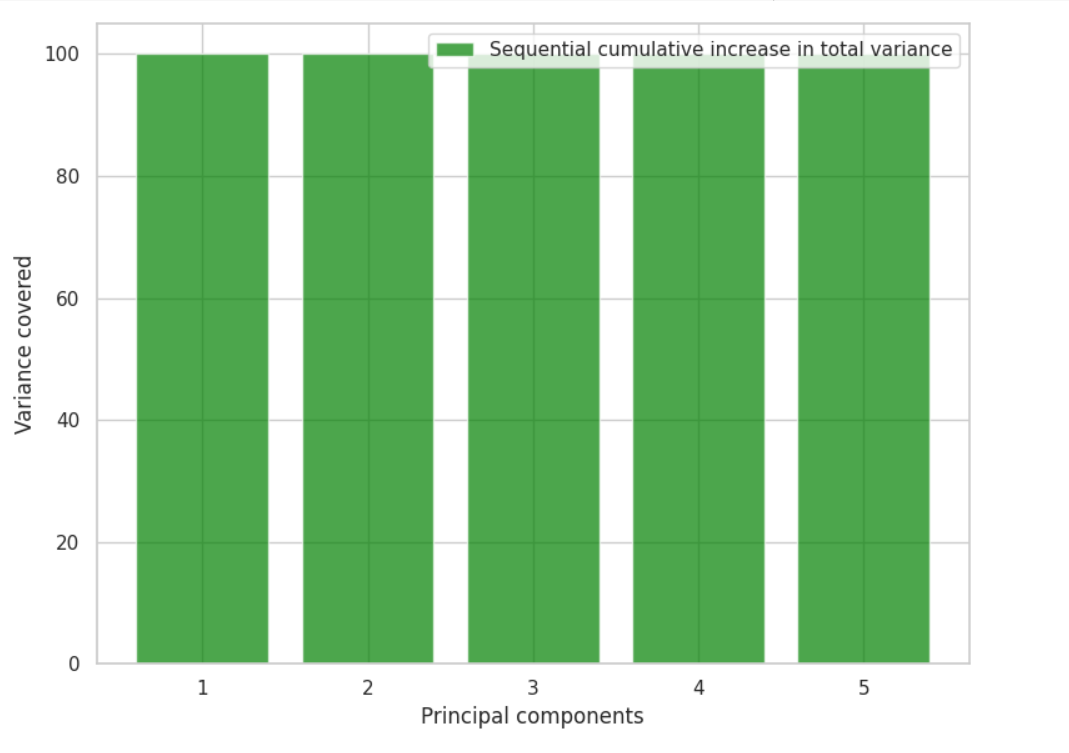 Sequential cumulative increase in total variance
100
80
60
40
20
0
Variance covered
1 2 3 4 5
Principal components